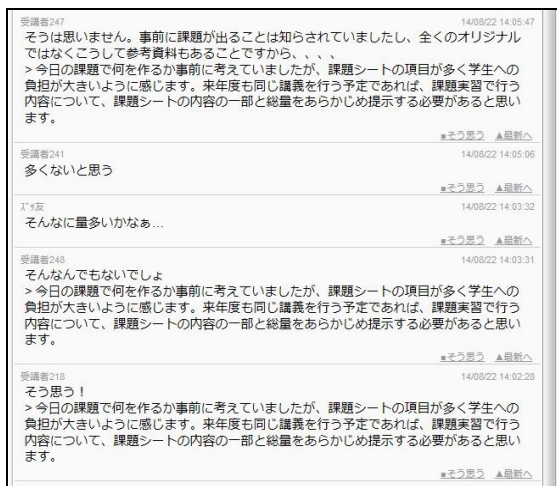 受講者247 14/08/22 14:05:47
そうは思いません。事前に課題が出ることは知らされていましたし、全くのオリジナル
ではなくこうして参考資料もあることですから、、、、
> 今日の課題で何を作るか事前に考えていましたが、課題シートの項目が多く学生への
負担が大きいように感じます。来年度も同じ講義を行う予定であれば、課題実習で行う
内容について、課題シートの内容の一部と総量をあらかじめ提示する必要があると思い
ます。
■そう思う ▲最新へ
受講者241 14/08/22 14:05:06
多くないと思う
■そう思う ▲最新へ
ズッ友 14/08/22 14:03:32
そんなに量多いかなぁ…
■そう思う ▲最新へ
受講者248 14/08/22 14:03:31
そんなんでもないでしょ
> 今日の課題で何を作るか事前に考えていましたが、課題シートの項目が多く学生への
負担が大きいように感じます。来年度も同じ講義を行う予定であれば、課題実習で行う
内容について、課題シートの内容の一部と総量をあらかじめ提示する必要があると思い
ます。
■そう思う ▲最新へ
受講者218 14/08/22 14:02:28
そう思う！
> 今日の課題で何を作るか事前に考えていましたが、課題シートの項目が多く学生への
負担が大きいように感じます。来年度も同じ講義を行う予定であれば、課題実習で行う
内容について、課題シートの内容の一部と総量をあらかじめ提示する必要があると思い
ます。
■そう思う ▲最新へ